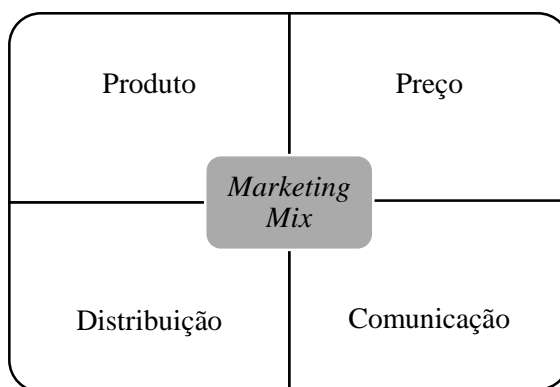 Produto
Preço
Marketing
Mix
Distribuição
Comunicação